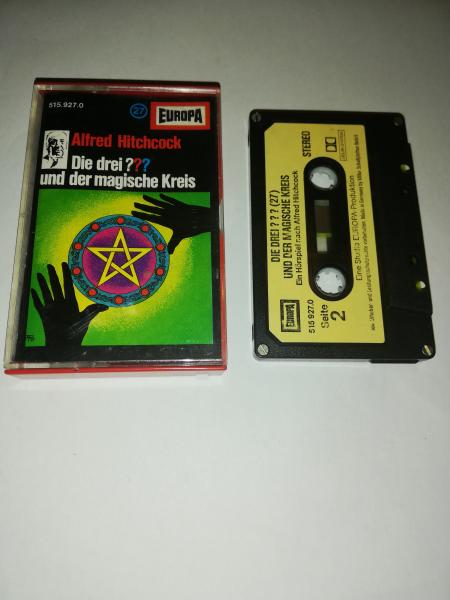 515.927.0
27
EUROPA
Alfred Hitchcock
Die drei ???
und der magische Kreis
DIE DREI ? ? ? (27)
UND DER MAGISCHE KREIS
Ein Hörspiel nach Alfred Hitchcock
STEREO
EUROPA
515 927.0
Seite
2
Eine Studio EUROPA-Produktion